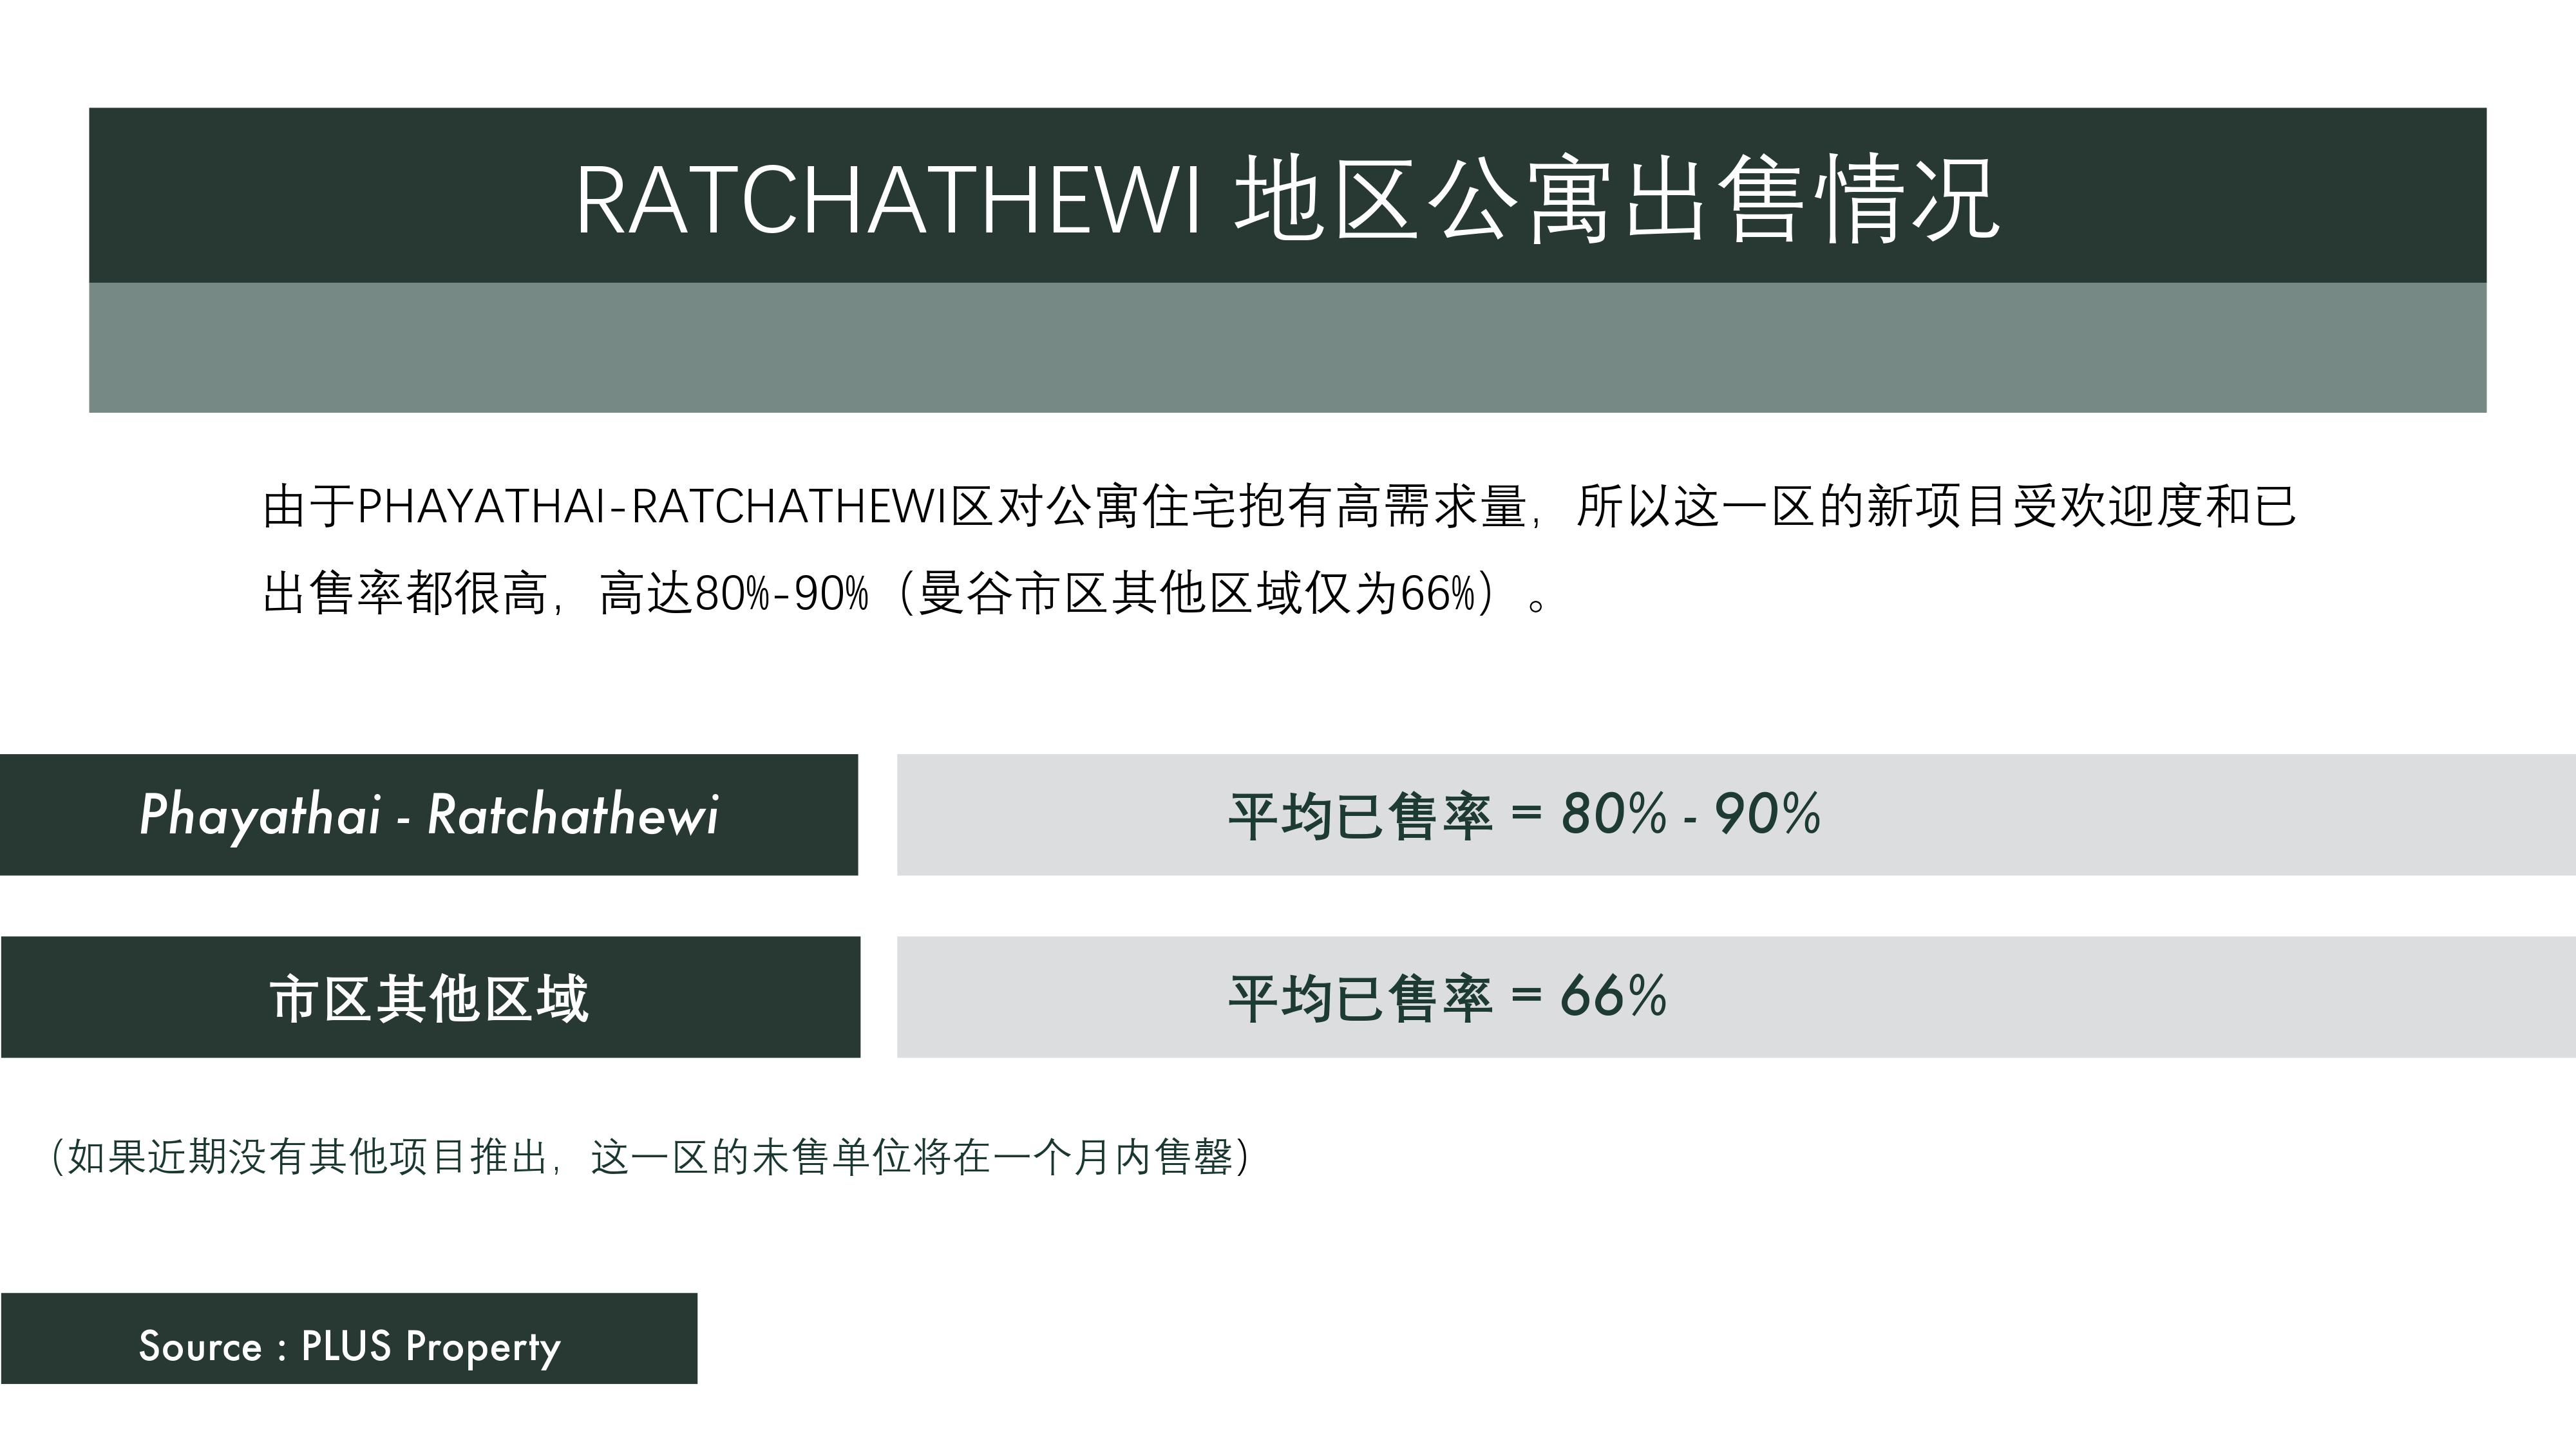 RATCHATHEWI 地区公寓出售情况
由于PHAYATHAI-RATCHATHEWI区对公寓住宅抱有高需求量，所以这一区的新项目受欢迎度和已
出售率都很高，高达80%-90%（曼谷市区其他区域仅为66%）。
Phayathai - Ratchathewi
平均已售率 = 80% - 90%
市区其他区域
平均已售率 = 66%
（如果近期没有其他项目推出，这一区的未售单位将在一个月内售罄）
Source : PLUS Property